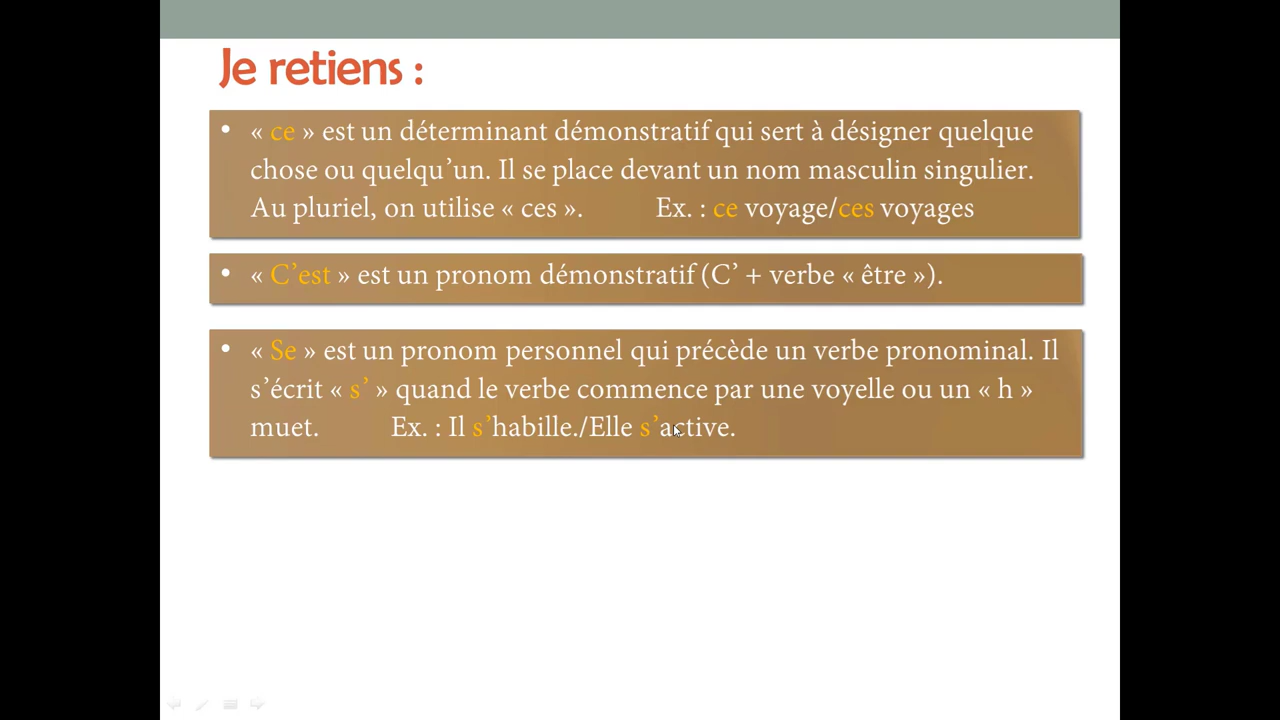 Je retiens :
• « ce » est un déterminant démonstratif qui sert à désigner quelque
chose ou quelqu’un. Il se place devant un nom masculin singulier.
Au pluriel, on utilise « ces ». Ex. : ce voyage/ces voyages
• « C’est » est un pronom démonstratif (C’ + verbe « être »).
• « Se » est un pronom personnel qui précède un verbe pronominal. Il
s’écrit « s’ » quand le verbe commence par une voyelle ou un « h »
muet. Ex. : Il s’habille./Elle s’active.